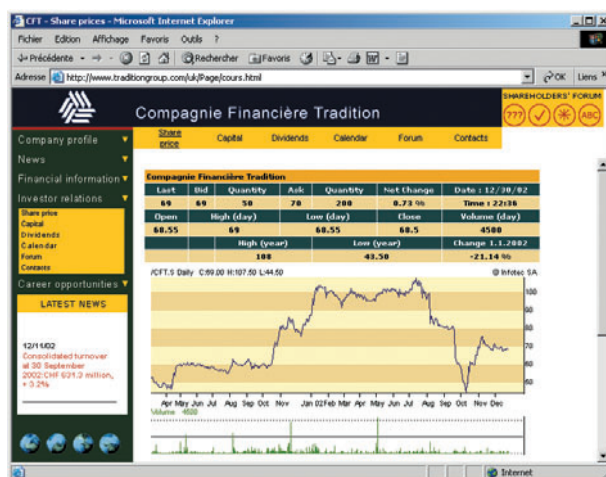 CFT - Share prices - Microsoft Internet Explorer
Fichier Edition Affichage Favoris Outils ?
Précédente Rechercher Favoris
Adresse http://www.traditiongroup.com/uk/Page/cours.html OK Liens
Compagnie Financière Tradition
SHAREHOLDERS' FORUM
??? ABC
Share price Capital Dividends Calendar Forum Contacts
Company profile
News
Financial information
Investor relations
Share price
Capital
Dividends
Calendar
Forum
Contacts
Career opportunities
LATEST NEWS
12/11/02
Consolidated turnover
at 30 September
2002:CHF 631.3 million,
Compagnie Financière Tradition
Last Bid Quantity Ask Quantity Net Change Date : 12/30/02
69 69 50 70 200 0.73 % Time : 22:36
Open High (day) Low (day) Close Volume (day)
68.55 69 68.55 68.5 4500
High (year) Low (year) Change 1.1.2002
108 43.50 -21.14 %
/CFT.S Daily C:69.00 H:107.50 L:44.50 @ Infotec SA
100
90
80
70
60
50
Apr May Jun Jul Aug Sep Oct Nov Jan 02 Feb Mar Apr May Jun Jul Aug Sep Oct Nov Dec
Volume 4500
Internet